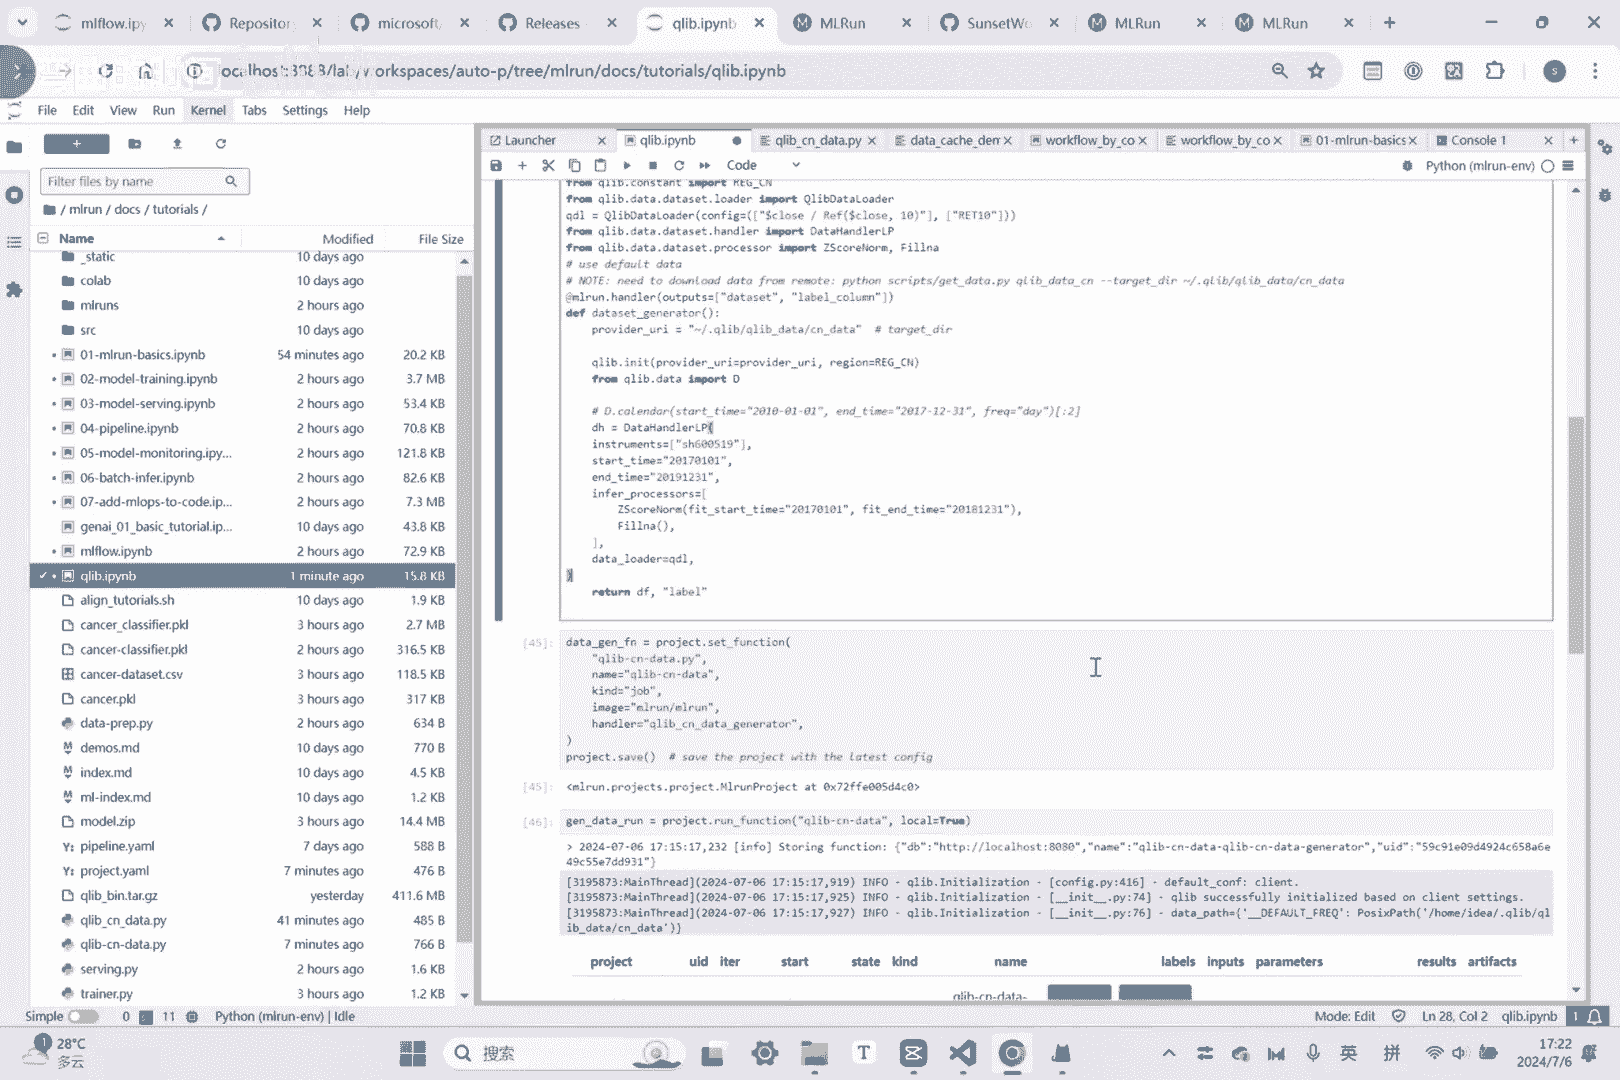 mlflow.ipy
Repositor
microsoft/
Releases
qlib.ipynb
MLRun
SunsetWo
MLRun
MLRun
ocalhost:3088/lab/workspaces/auto-p/tree/mlrun/docs/tutorials/qlib.ipynb
S
File Edit View Run Kernel Tabs Settings Help
Launcher
qlib.ipynb
qlib_cn_data.py
data_cache_den
workflow_by_co
workflow_by_co
01-mlrun-basics
Console 1
Code
Python (mlrun-env)
Filter files by name
/ mlrun / docs / tutorials /
Name Modified File Size
_static 10 days ago
colab 10 days ago
mlruns 2 hours ago
src 10 days ago
01-mlrun-basics.ipynb 54 minutes ago 20.2 KB
02-model-training.ipynb 2 hours ago 3.7 MB
03-model-serving.ipynb 2 hours ago 53.4 KB
04-pipeline.ipynb 2 hours ago 70.8 KB
05-model-monitoring.ipy... 2 hours ago 121.8 KB
06-batch-infer.ipynb 2 hours ago 82.6 KB
07-add-mlops-to-code.ip... 2 hours ago 7.3 MB
genai_01_basic_tutorial.ip... 10 days ago 43.8 KB
mlflow.ipynb 2 hours ago 72.9 KB
qlib.ipynb 1 minute ago 15.8 KB
align_tutorials.sh 10 days ago 1.9 KB
cancer_classifier.pkl 3 hours ago 2.7 MB
cancer-classifier.pkl 2 hours ago 316.5 KB
cancer-dataset.csv 3 hours ago 118.5 KB
cancer.pkl 3 hours ago 317 KB
data-prep.py 2 hours ago 634 B
demos.md 10 days ago 770 B
index.md 10 days ago 4.5 KB
ml-index.md 10 days ago 1.2 KB
model.zip 3 hours ago 14.4 MB
pipeline.yaml 7 days ago 588 B
project.yaml 7 minutes ago 476 B
qlib_bin.tar.gz yesterday 411.6 MB
qlib_cn_data.py 41 minutes ago 485 B
qlib-cn-data.py 7 minutes ago 766 B
serving.py 2 hours ago 1.6 KB
trainer.py 3 hours ago 1.2 KB
from qlib.constant import REG_CN
from qlib.data.dataset.loader import QlibDataLoader
qdl = QlibDataLoader(config=(["$close / Ref($close, 10)"], ["RET10"]))
from qlib.data.dataset.handler import DataHandlerLP
from qlib.data.dataset.processor import ZScoreNorm, Fillna
# use default data
# NOTE: need to download data from remote: python scripts/get_data.py qlib_data_cn --target_dir ~/.qlib/qlib_data/cn_data
@mlrun.handler(outputs=["dataset", "label_column"])
def dataset_generator():
provider_uri = "~/.qlib/qlib_data/cn_data" # target_dir
qlib.init(provider_uri=provider_uri, region=REG_CN)
from qlib.data import D
# D.calendar(start_time="2010-01-01", end_time="2017-12-31", freq="day")[:2]
dh = DataHandlerLP(
instruments=["sh600519"],
start_time="20170101",
end_time="20191231",
infer_processors=[
ZScoreNorm(fit_start_time="20170101", fit_end_time="20181231"),
Fillna(),
],
data_loader=qdl,
)
return df, "label"
[45]: data_gen_fn = project.set_function(
"qlib-cn-data.py",
name="qlib-cn-data",
kind="job",
image="mlrun/mlrun",
handler="qlib_cn_data_generator",
)
project.save() # save the project with the latest config
[45]: <mlrun.projects.project.MlrunProject at 0x72ffe005d4c0>
[46]: gen_data_run = project.run_function("qlib-cn-data", local=True)
> 2024-07-06 17:15:17,232 [info] Storing function: {"db":"http://localhost:8080","name":"qlib-cn-data-qlib-cn-data-generator","uid":"59c91e09d4924c658a6e
49c55e7dd931"}
[3195873:MainThread](2024-07-06 17:15:17,919) INFO - qlib.Initialization - [config.py:416] - default_conf: client.
[3195873:MainThread](2024-07-06 17:15:17,925) INFO - qlib.Initialization - [__init__.py:74] - qlib successfully initialized based on client settings.
[3195873:MainThread](2024-07-06 17:15:17,927) INFO - qlib.Initialization - [__init__.py:76] - data_path={'__DEFAULT_FREQ': PosixPath('/home/idea/.qlib/ql
ib_data/cn_data')}
project uid iter start state kind name labels inputs parameters results artifacts
qlib-cn-data-
Simple 0 11 Python (mlrun-env) | Idle
Mode: Edit Ln 28, Col 2 qlib.ipynb 1
1 28°C
多云
搜索
英 拼
17:22
2024/7/6